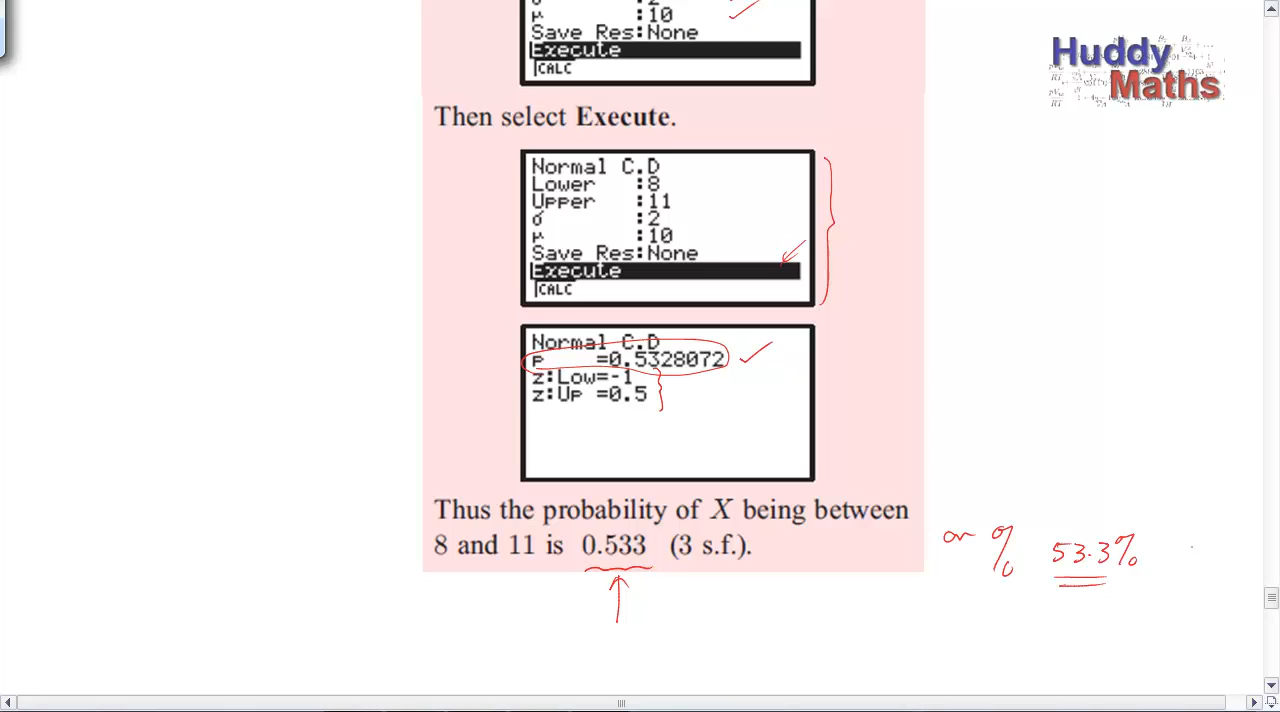 σ :2
μ :10
Save Res:None
Execute
CALC
Huddy
Maths
Then select Execute.
Normal C.D
Lower :8
Upper :11
σ :2
μ :10
Save Res:None
Execute
CALC
Normal C.D
p =0.5328072
z:Low=-1
z:Up =0.5
Thus the probability of X being between
8 and 11 is 0.533 (3 s.f.).
or % 53.3%